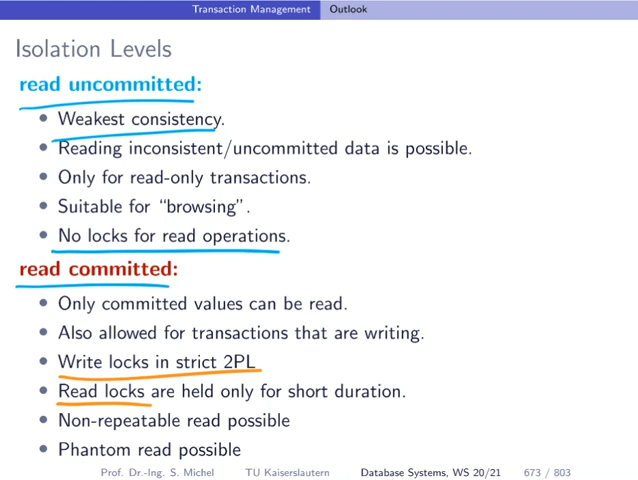 Transaction Management Outlook
Isolation Levels
read uncommitted:
• Weakest consistency.
• Reading inconsistent/uncommitted data is possible.
• Only for read-only transactions.
• Suitable for “browsing”.
• No locks for read operations.
read committed:
• Only committed values can be read.
• Also allowed for transactions that are writing.
• Write locks in strict 2PL
• Read locks are held only for short duration.
• Non-repeatable read possible
• Phantom read possible
Prof. Dr.-Ing. S. Michel TU Kaiserslautern Database Systems, WS 20/21 673 / 803